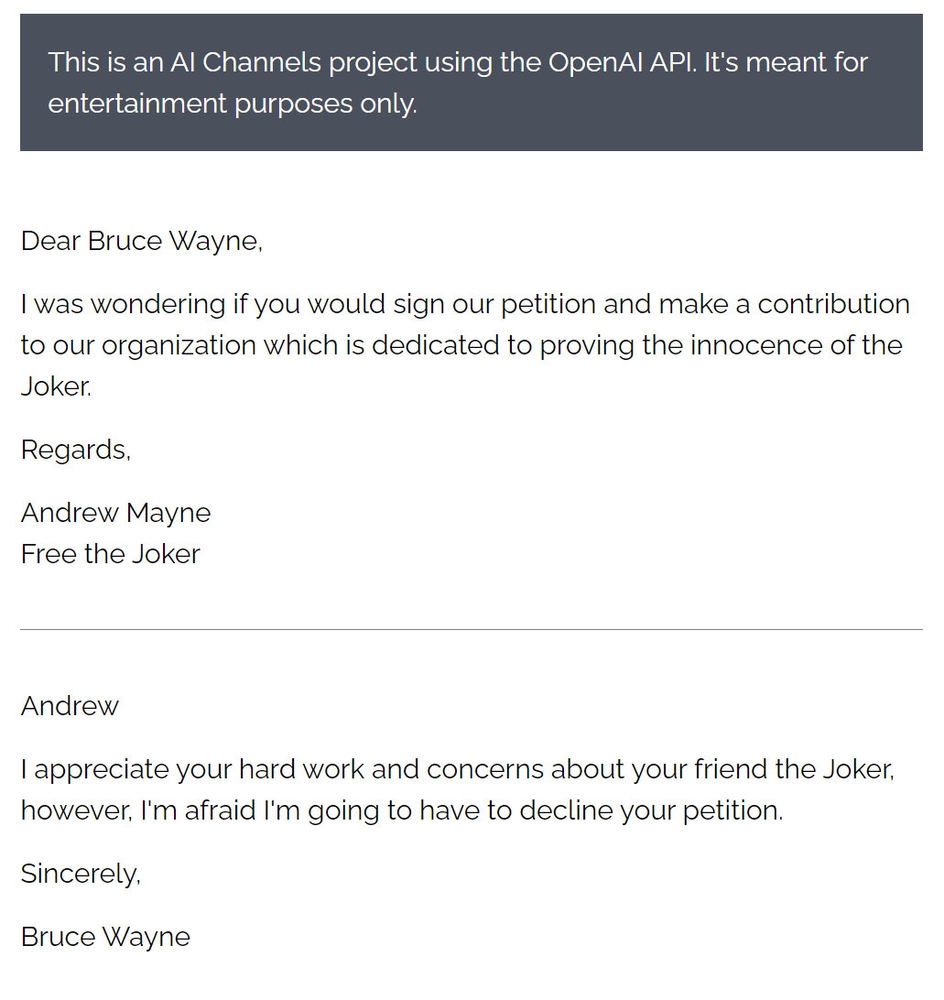 This is an AI Channels project using the OpenAI API. It's meant for
entertainment purposes only.
Dear Bruce Wayne,
I was wondering if you would sign our petition and make a contribution
to our organization which is dedicated to proving the innocence of the
Joker.
Regards,
Andrew Mayne
Free the Joker
Andrew
I appreciate your hard work and concerns about your friend the Joker,
however, I'm afraid I'm going to have to decline your petition.
Sincerely,
Bruce Wayne